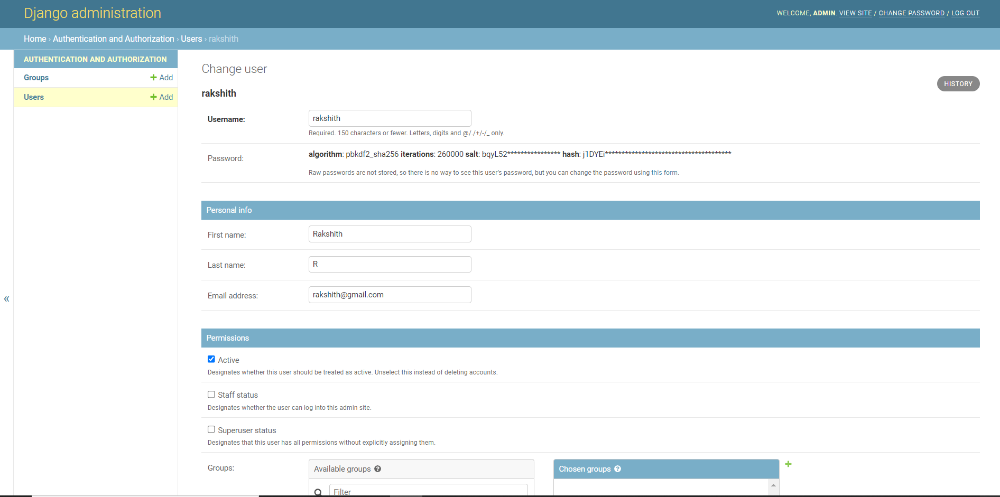 Django administration
WELCOME, ADMIN. VIEW SITE / CHANGE PASSWORD / LOG OUT
Home › Authentication and Authorization › Users › rakshith
AUTHENTICATION AND AUTHORIZATION
Groups + Add
Users + Add
«
Change user
HISTORY
rakshith
Username: rakshith
Required. 150 characters or fewer. Letters, digits and @/./+/-/_ only.
Password: algorithm: pbkdf2_sha256 iterations: 260000 salt: bqyL52**************** hash: j1DYEi**************************************
Raw passwords are not stored, so there is no way to see this user's password, but you can change the password using this form.
Personal info
First name: Rakshith
Last name: R
Email address: rakshith@gmail.com
Permissions
Active
Designates whether this user should be treated as active. Unselect this instead of deleting accounts.
Staff status
Designates whether the user can log into this admin site.
Superuser status
Designates that this user has all permissions without explicitly assigning them.
Groups: Available groups ? Chosen groups ? +
Filter